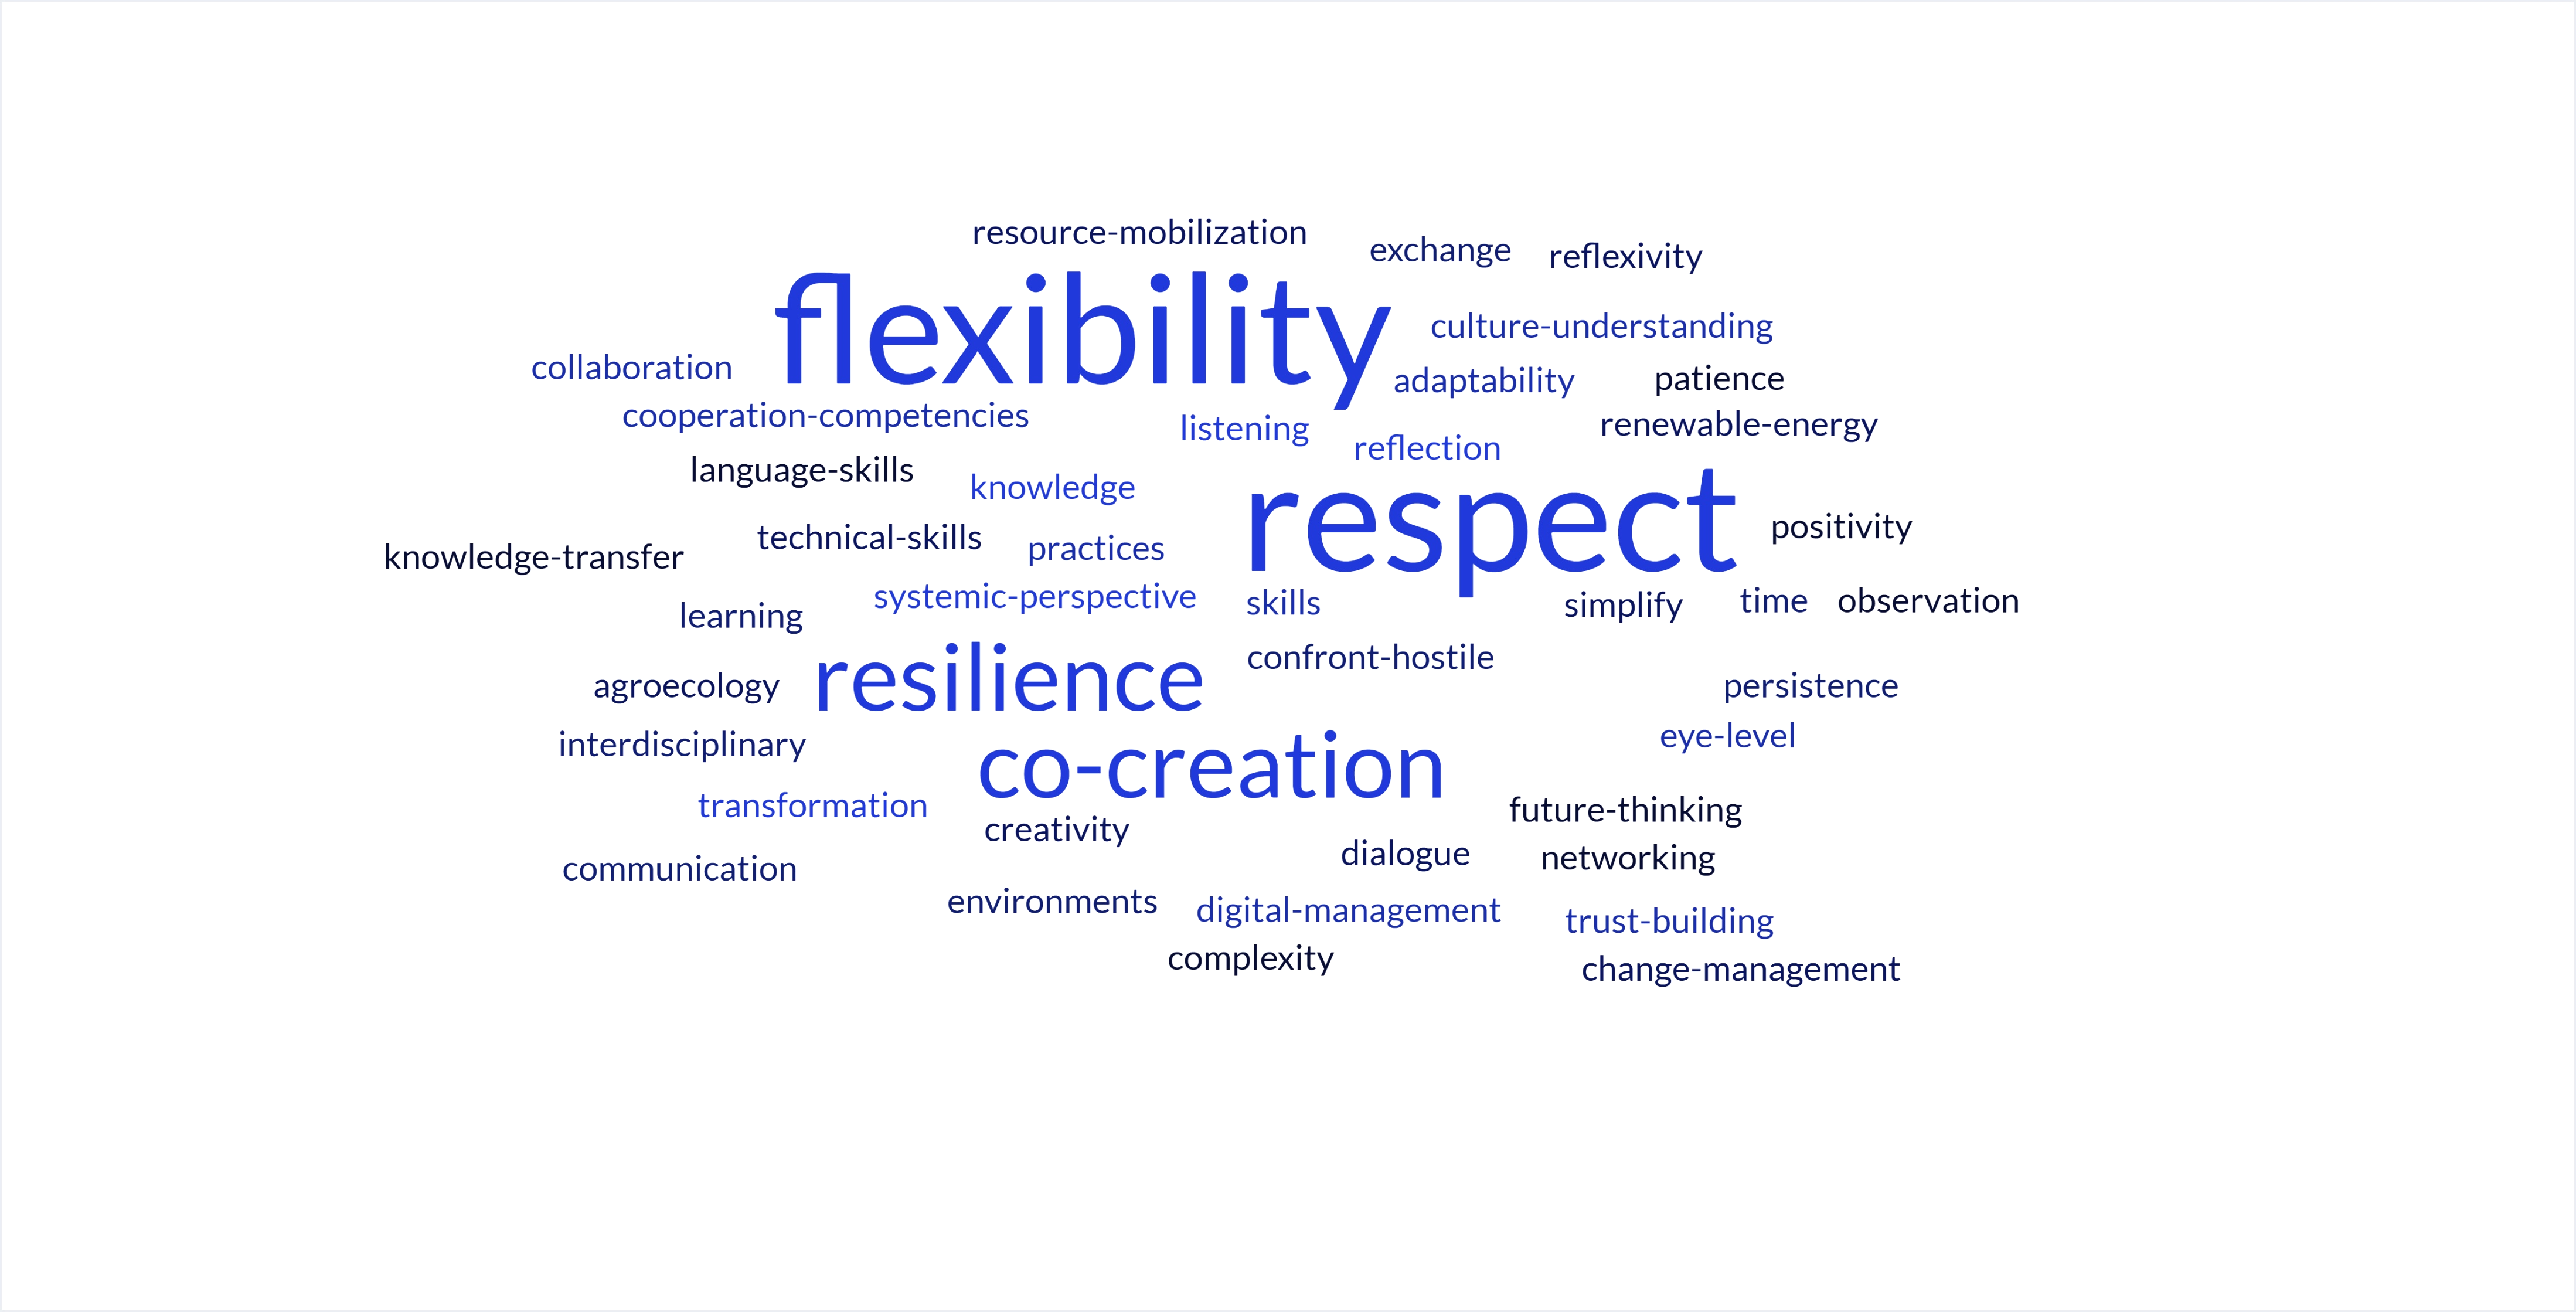 resource-mobilization
exchange
reflexivity
flexibility
culture-understanding
collaboration
adaptability
patience
cooperation-competencies
listening
renewable-energy
reflection
language-skills
knowledge
respect
positivity
technical-skills
practices
knowledge-transfer
systemic-perspective
skills
simplify
time
observation
learning
confront-hostile
agroecology
resilience
persistence
interdisciplinary
eye-level
co-creation
transformation
future-thinking
creativity
dialogue
networking
communication
environments
digital-management
trust-building
complexity
change-management